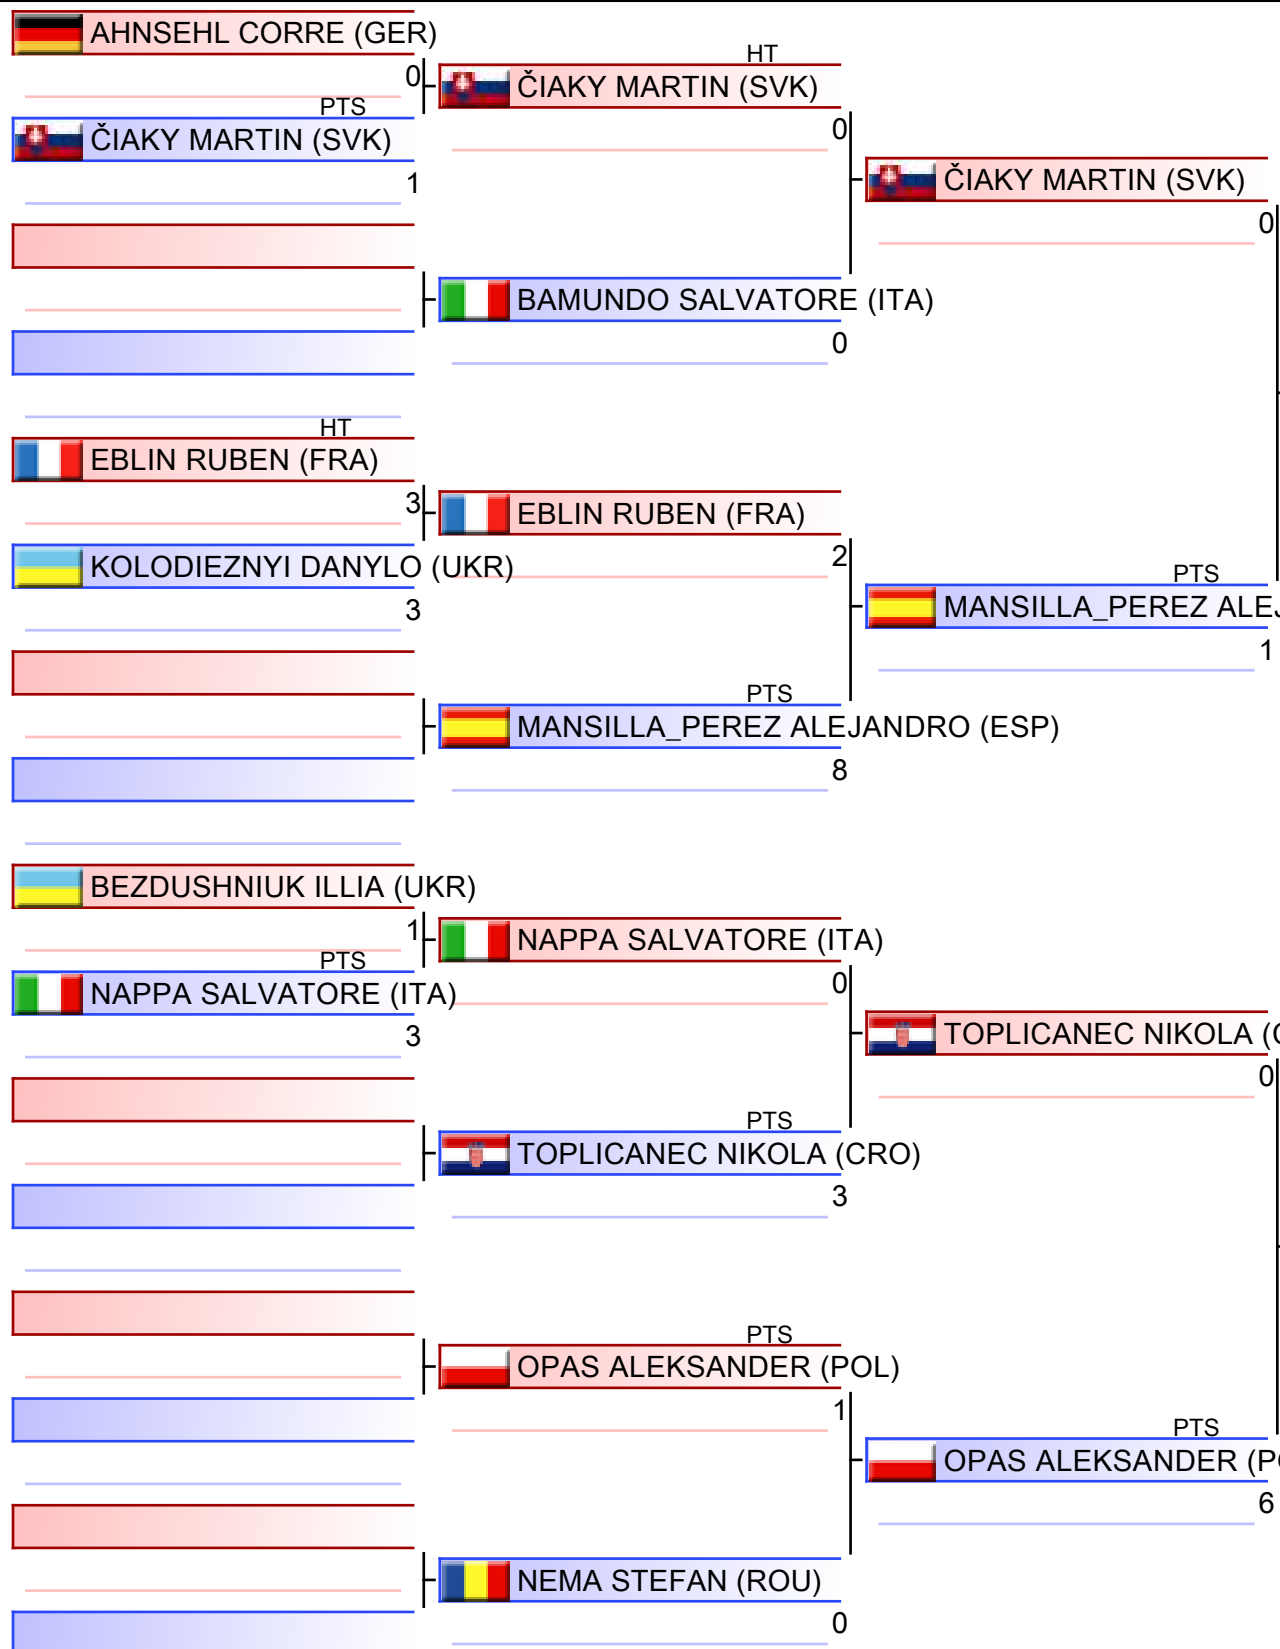 AHNSEHL CORRE (GER)
0
PTS
ČIAKY MARTIN (SVK)
1
HT
EBLIN RUBEN (FRA)
3
KOLODIEZNYI DANYLO (UKR)
3
BEZDUSHNIUK ILLIA (UKR)
1
PTS
NAPPA SALVATORE (ITA)
3
HT
ČIAKY MARTIN (SVK)
0
BAMUNDO SALVATORE (ITA)
0
EBLIN RUBEN (FRA)
2
PTS
MANSILLA_PEREZ ALEJANDRO (ESP)
8
NAPPA SALVATORE (ITA)
0
PTS
TOPLICANEC NIKOLA (CRO)
3
PTS
OPAS ALEKSANDER (POL)
1
NEMA STEFAN (ROU)
0
ČIAKY MARTIN (SVK)
0
PTS
MANSILLA_PEREZ ALEJ
1
TOPLICANEC NIKOLA (C
0
PTS
OPAS ALEKSANDER (PO
6